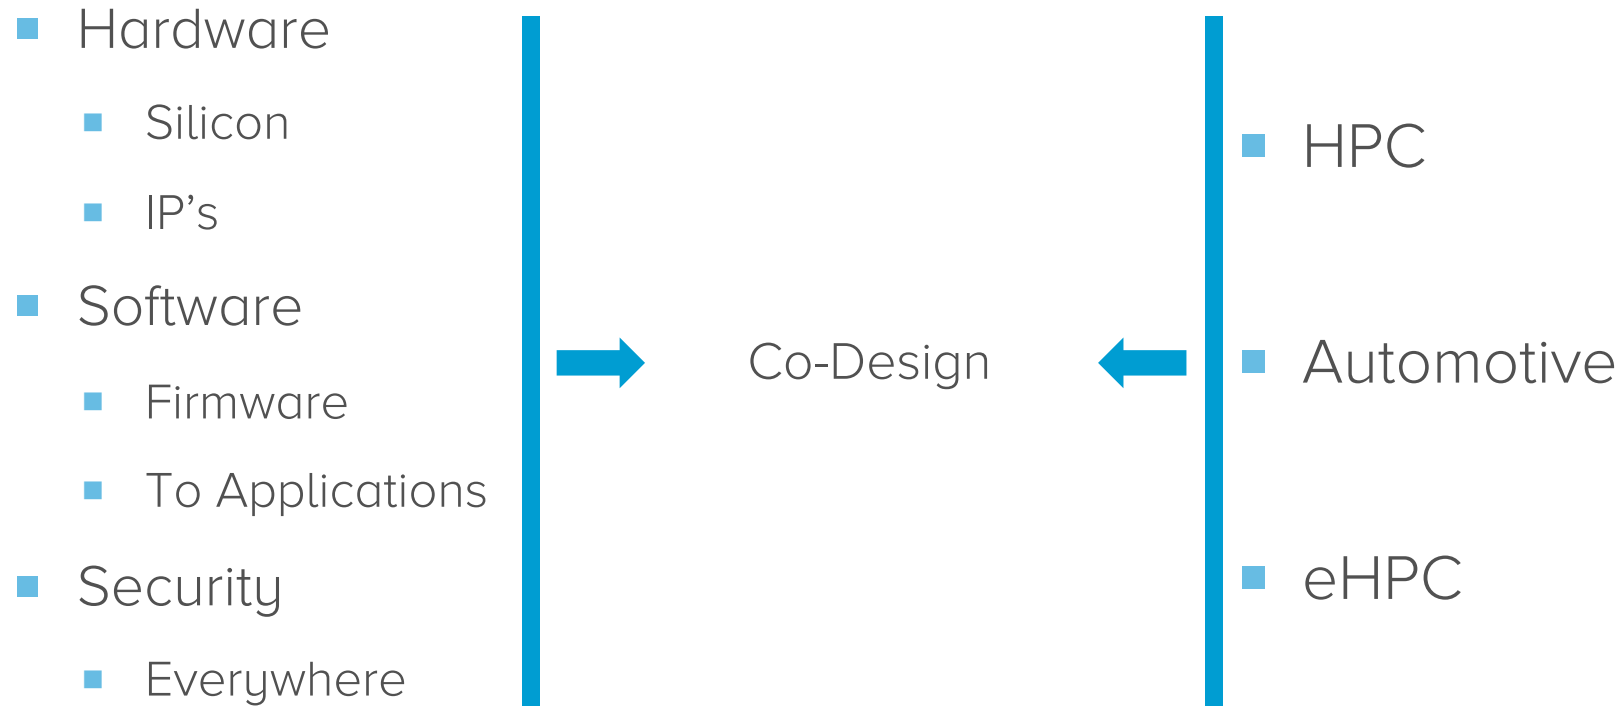 Hardware
Silicon
IP’s
Software
Firmware
To Applications
Security
Everywhere
Co-Design
HPC
Automotive
eHPC